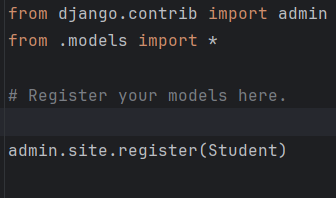 from django.contrib import admin
from .models import *
# Register your models here.
admin.site.register(Student)